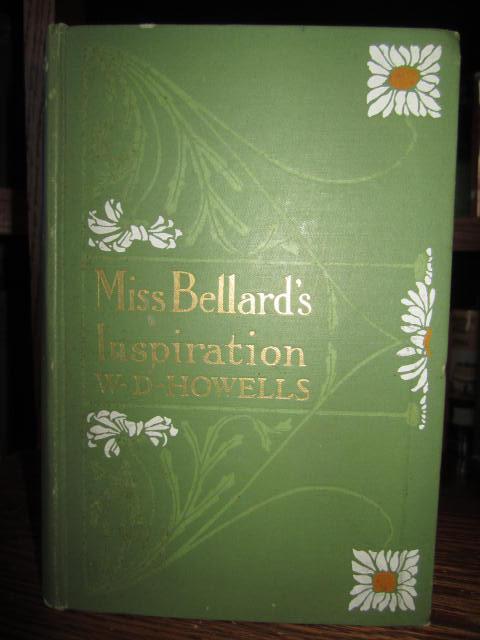 Miss Bellard's
Inspiration
W-D-HOWELLS